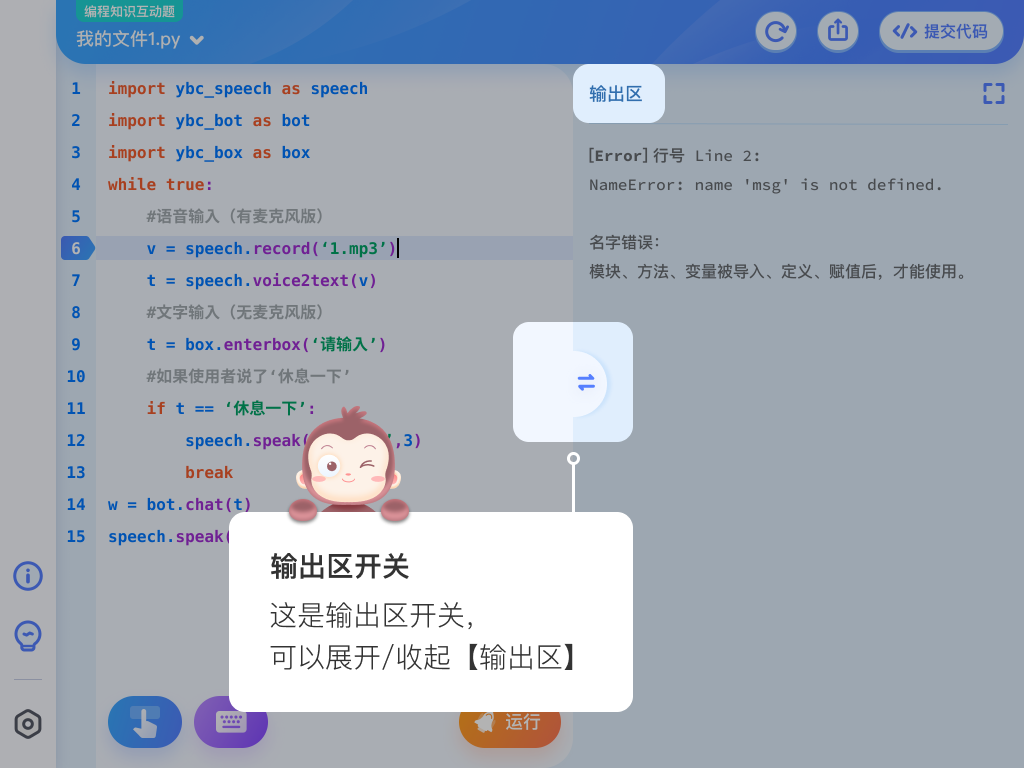 编程知识互动题
我的文件1.py
提交代码
1 import ybc_speech as speech
2 import ybc_bot as bot
3 import ybc_box as box
4 while true:
5 #语音输入（有麦克风版）
6 v = speech.record(‘1.mp3’)
7 t = speech.voice2text(v)
8 #文字输入（无麦克风版）
9 t = box.enterbox(‘请输入’)
10 #如果使用者说了‘休息一下’
11 if t == ‘休息一下’:
12 speech.speak( ’,3)
13 break
14 w = bot.chat(t)
15 speech.speak(
输出区
[Error] 行号 Line 2:
NameError: name 'msg' is not defined.
名字错误：
模块、方法、变量被导入、定义、赋值后，才能使用。
输出区开关
这是输出区开关，
可以展开/收起【输出区】
运行